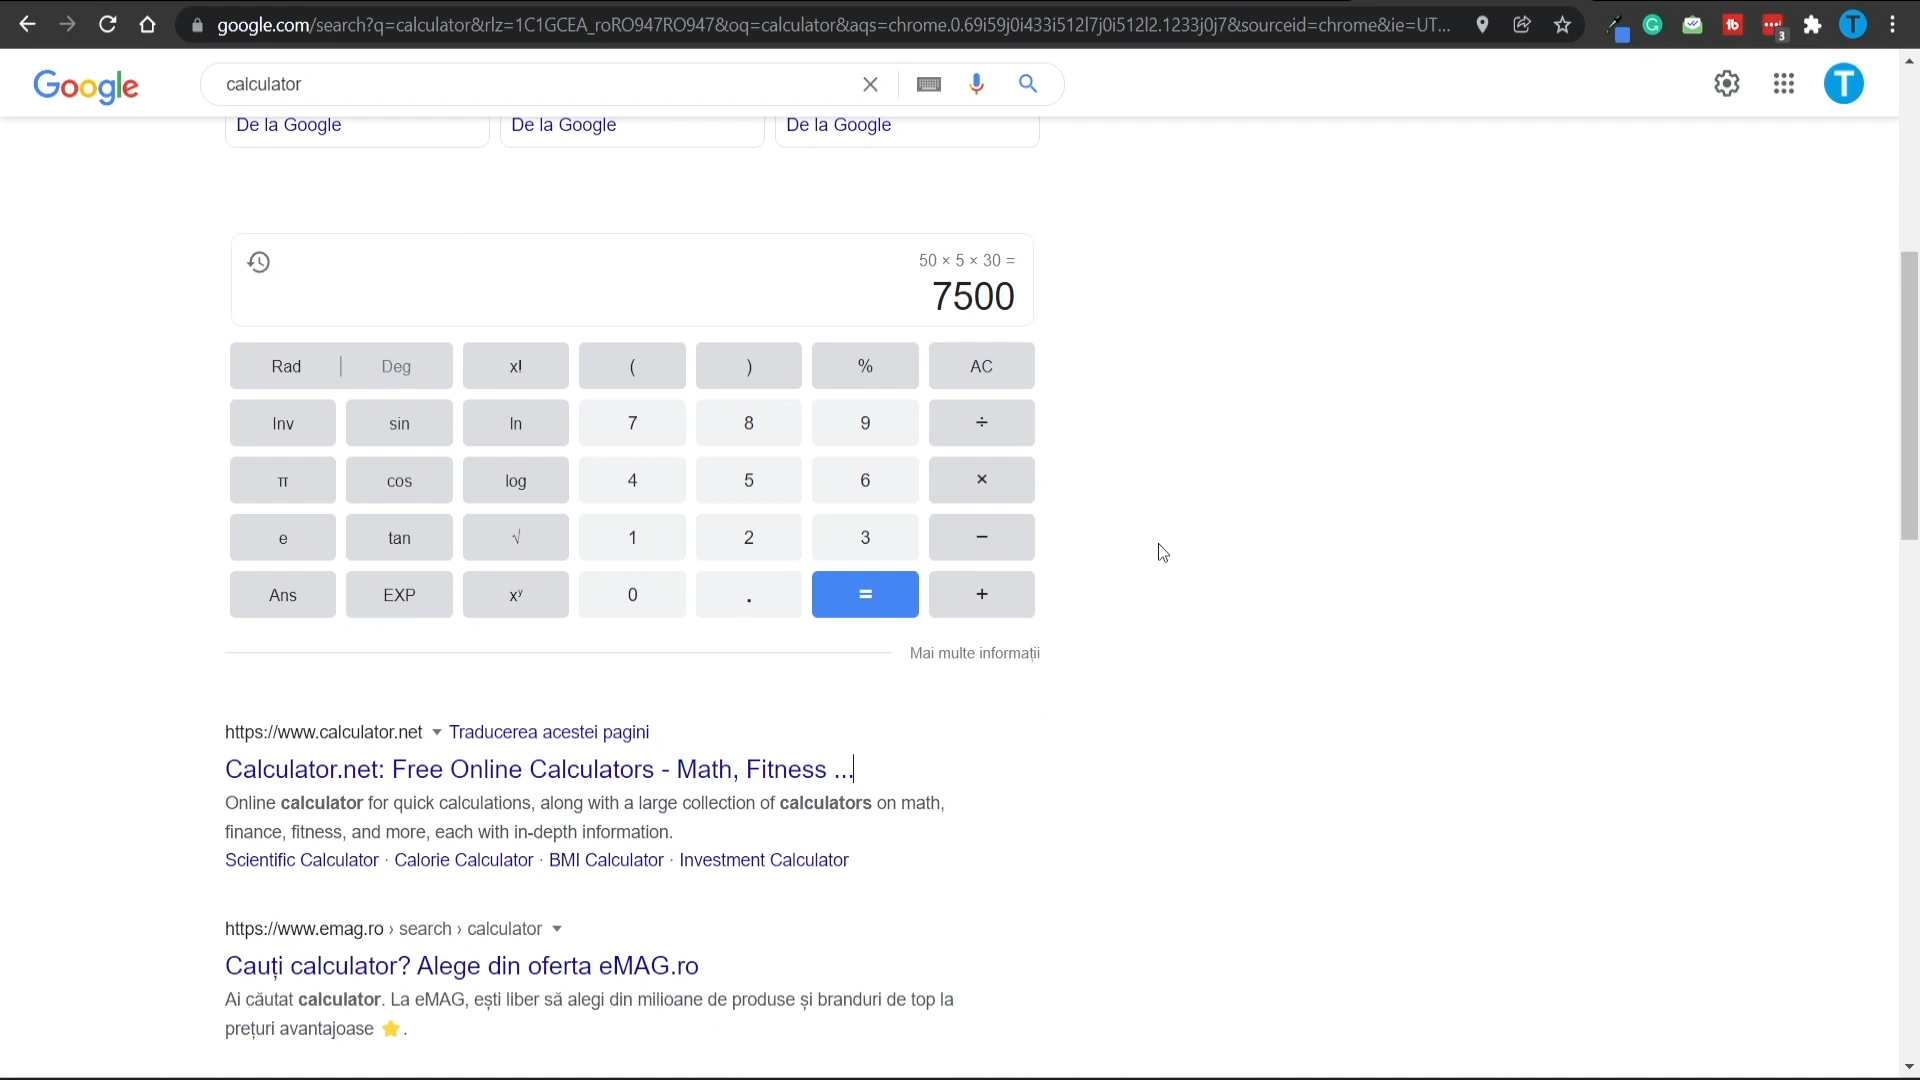 google.com/search?q=calculator&rlz=1C1GCEA_roRO947RO947&oq=calculator&aqs=chrome.0.69i59j0i433i512l7j0i512l2.1233j0j7&sourceid=chrome&ie=UT...
3
T
Google
calculator
T
De la Google
De la Google
De la Google
50 × 5 × 30 =
7500
Rad | Deg x! ( ) % AC
Inv sin ln 7 8 9 ÷
π cos log 4 5 6 ×
e tan √ 1 2 3 −
Ans EXP xʸ 0 . = +
Mai multe informații
https://www.calculator.net Traducerea acestei pagini
Calculator.net: Free Online Calculators - Math, Fitness ...
Online calculator for quick calculations, along with a large collection of calculators on math,
finance, fitness, and more, each with in-depth information.
Scientific Calculator · Calorie Calculator · BMI Calculator · Investment Calculator
https://www.emag.ro › search › calculator
Cauți calculator? Alege din oferta eMAG.ro
Ai căutat calculator. La eMAG, ești liber să alegi din milioane de produse și branduri de top la
prețuri avantajoase ⭐ .